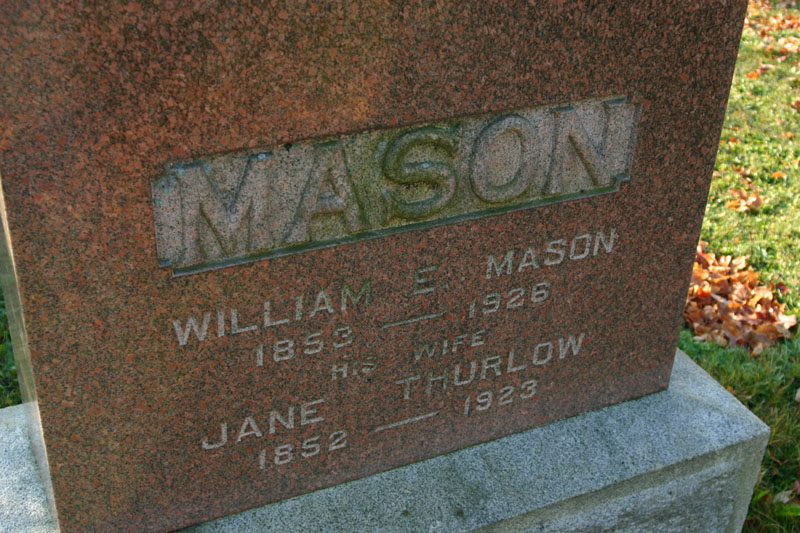 MASON
WILLIAM E. MASON
1853 — 1926
HIS WIFE
JANE THURLOW
1852 — 1923